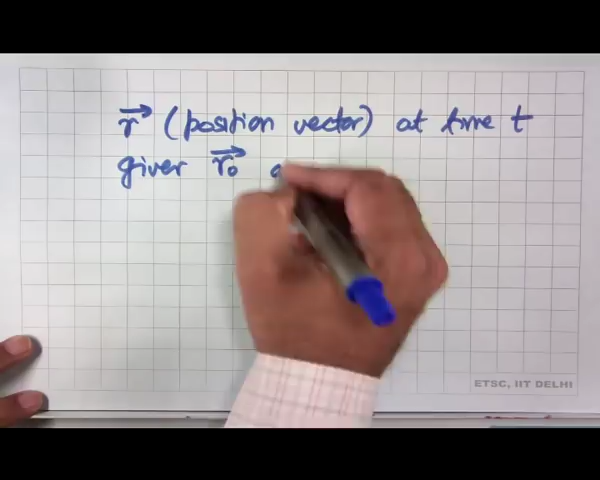 r⃗ (position vector) at time t
given r⃗₀ a
ETSC, IIT DELHI